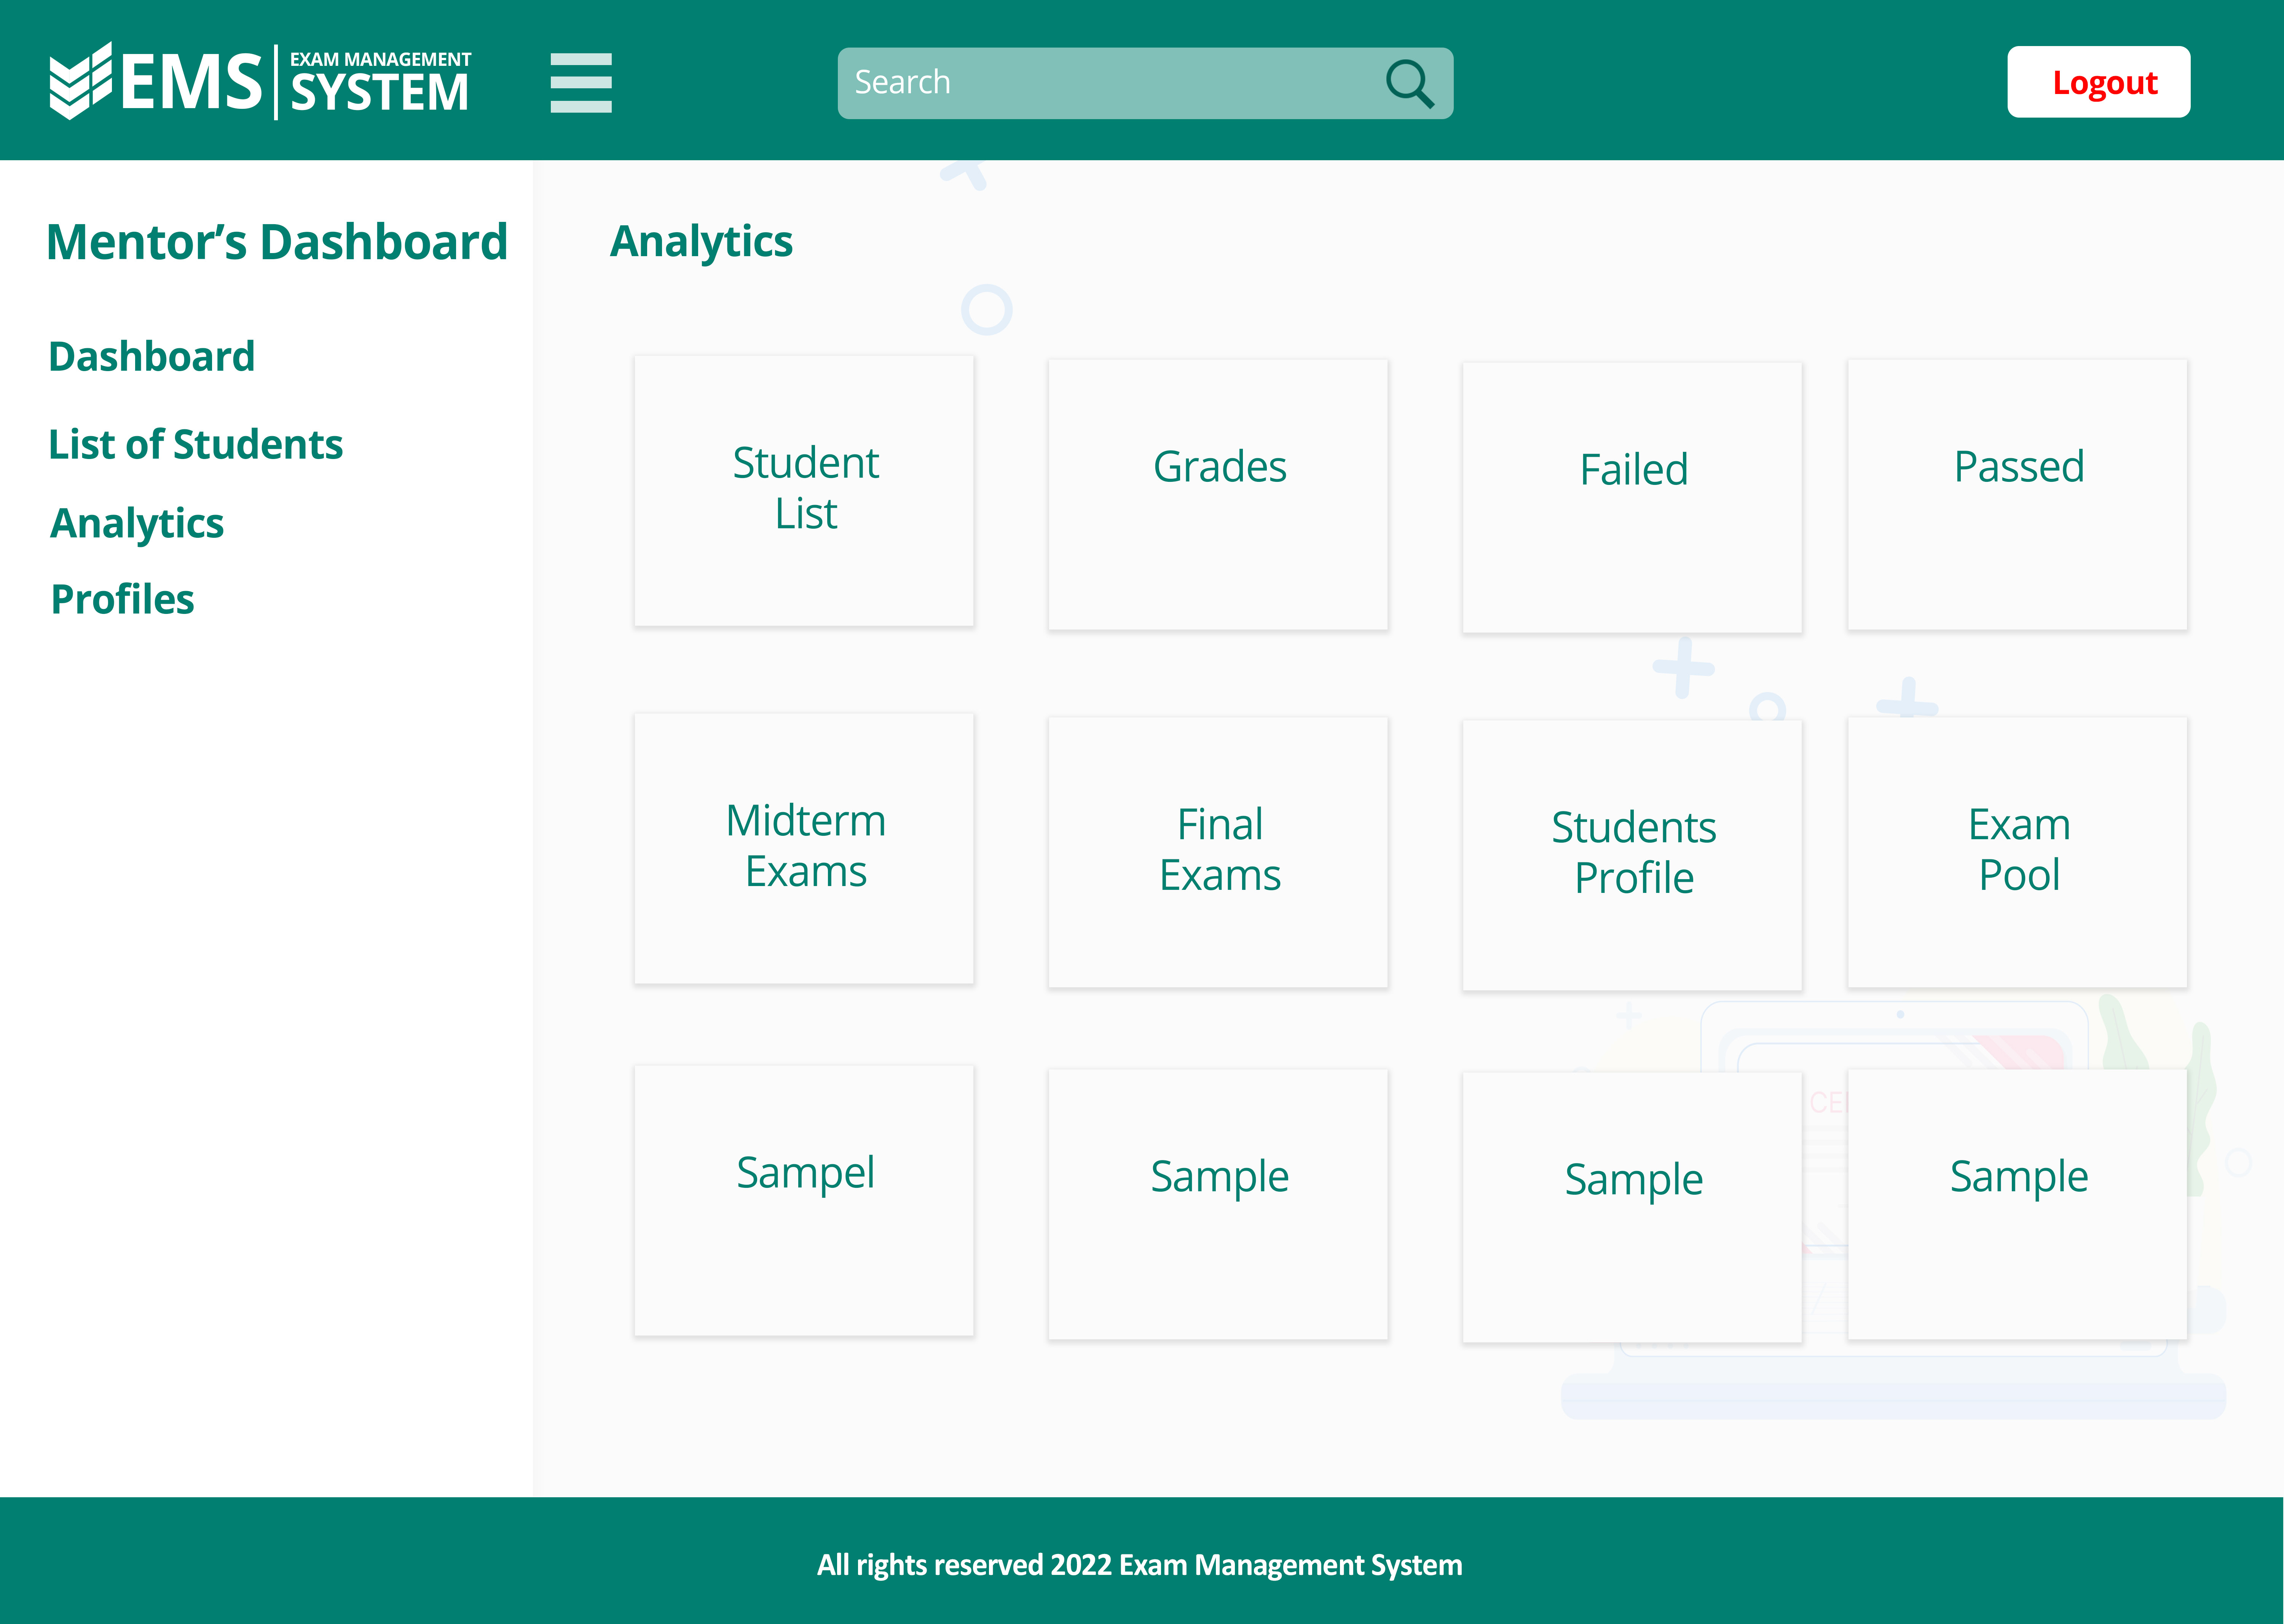 EMS
EXAM MANAGEMENT
SYSTEM
Search
Logout
Mentor’s Dashboard
Dashboard
List of Students
Analytics
Profiles
Analytics
Student
List
Grades
Failed
Passed
Midterm
Exams
Final
Exams
Students
Profile
Exam
Pool
Sampel
Sample
Sample
Sample
All rights reserved 2022 Exam Management System